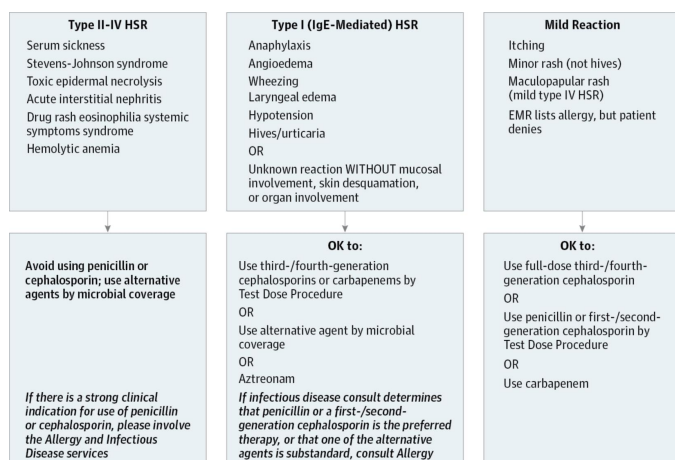 Type II-IV HSR
Serum sickness
Stevens-Johnson syndrome
Toxic epidermal necrolysis
Acute interstitial nephritis
Drug rash eosinophilia systemic
symptoms syndrome
Hemolytic anemia
Type I (IgE-Mediated) HSR
Anaphylaxis
Angioedema
Wheezing
Laryngeal edema
Hypotension
Hives/urticaria
OR
Unknown reaction WITHOUT mucosal
involvement, skin desquamation,
or organ involvement
Mild Reaction
Itching
Minor rash (not hives)
Maculopapular rash
(mild type IV HSR)
EMR lists allergy, but patient
denies
Avoid using penicillin or
cephalosporin; use alternative
agents by microbial coverage
If there is a strong clinical
indication for use of penicillin
or cephalosporin, please involve
the Allergy and Infectious
Disease services
OK to:
Use third-/fourth-generation
cephalosporins or carbapenems by
Test Dose Procedure
OR
Use alternative agent by microbial
coverage
OR
Aztreonam
If infectious disease consult determines
that penicillin or a first-/second-
generation cephalosporin is the preferred
therapy, or that one of the alternative
agents is substandard, consult Allergy
OK to:
Use full-dose third-/fourth-
generation cephalosporin
OR
Use penicillin or first-/second-
generation cephalosporin by
Test Dose Procedure
OR
Use carbapenem